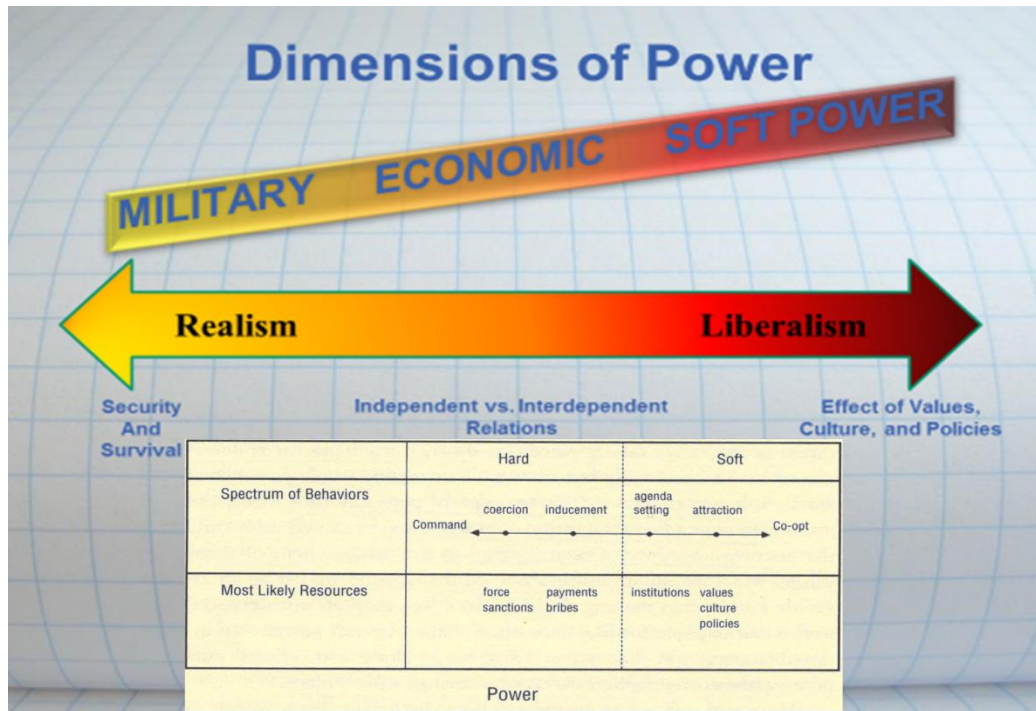 Dimensions of Power
MILITARY ECONOMIC SOFT POWER
Realism Liberalism
Security
And
Survival
Independent vs. Interdependent
Relations
Effect of Values,
Culture, and Policies
Hard Soft
Spectrum of Behaviors
Command
coercion
inducement
agenda
setting
attraction
Co-opt
Most Likely Resources
force
sanctions
payments
bribes
institutions
values
culture
policies
Power